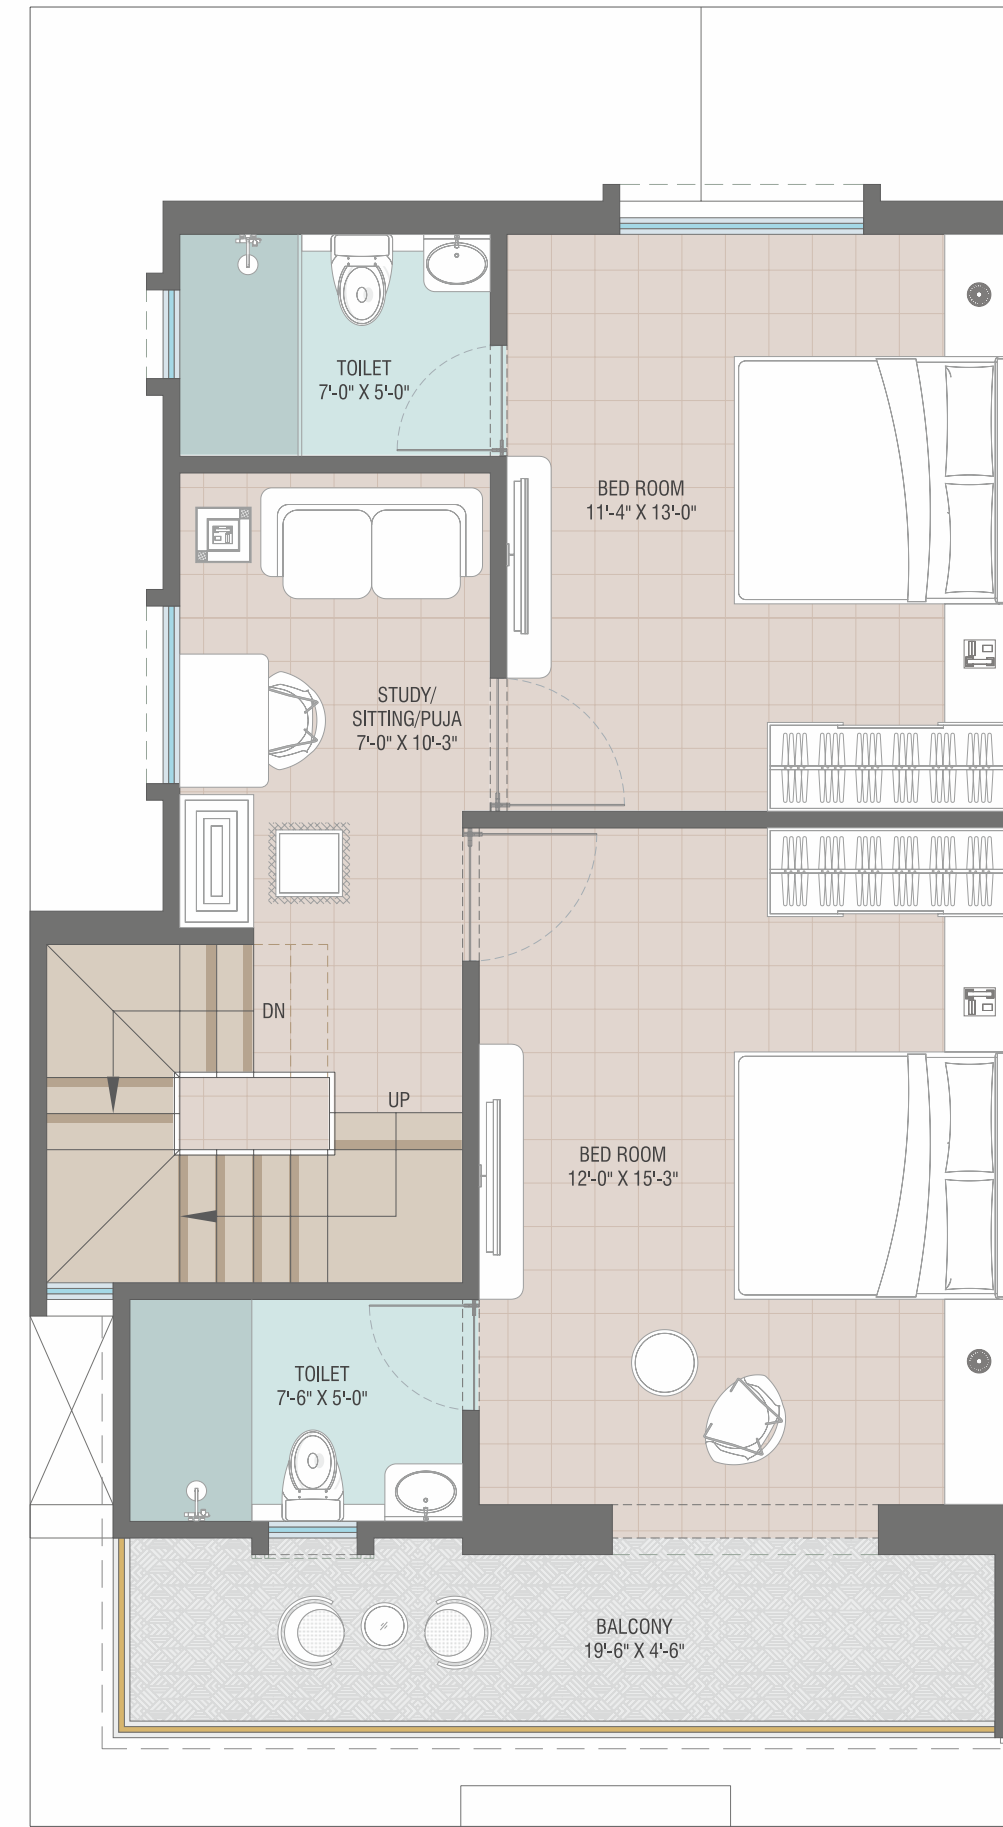 TOILET
7'-0" X 5'-0"
BED ROOM
11'-4" X 13'-0"
STUDY/
SITTING/PUJA
7'-0" X 10'-3"
DN
UP
BED ROOM
12'-0" X 15'-3"
TOILET
7'-6" X 5'-0"
BALCONY
19'-6" X 4'-6"